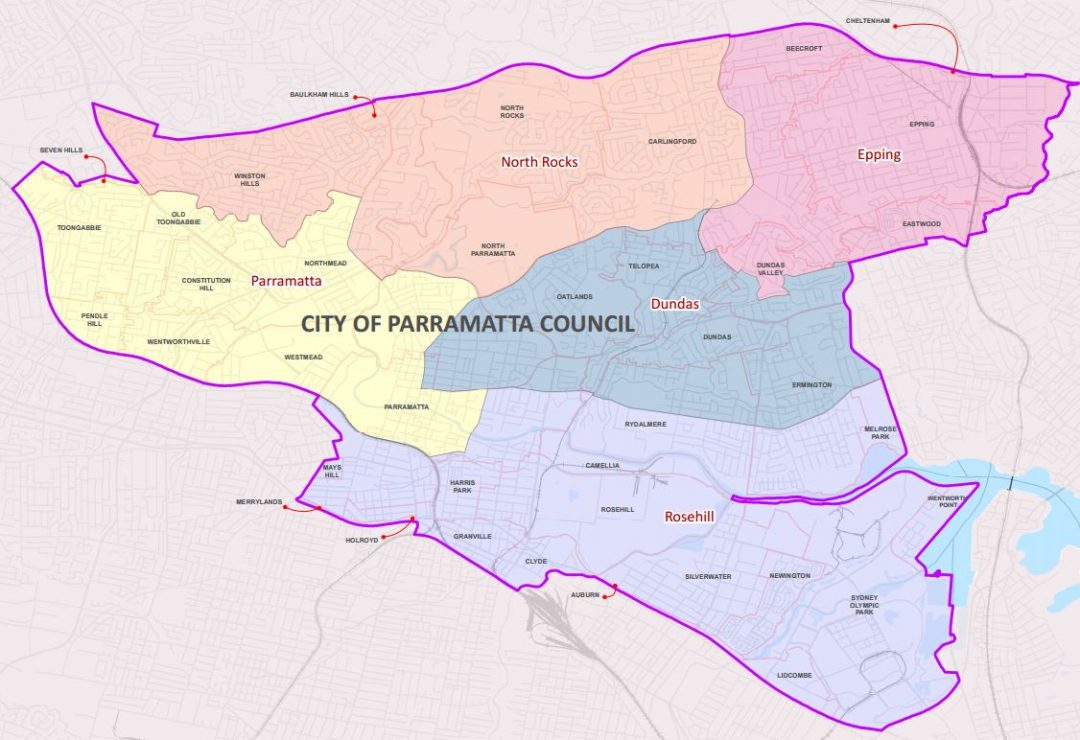 CHELTENHAM
BEECROFT
BAULKHAM HILLS
NORTH
ROCKS
EPPING
CARLINGFORD
SEVEN HILLS
North Rocks
Epping
WINSTON
HILLS
OLD
TOONGABBIE
TOONGABBIE
EASTWOOD
NORTH
PARRAMATTA
NORTHMEAD
TELOPEA
DUNDAS
VALLEY
CONSTITUTION
HILL
Parramatta
OATLANDS
Dundas
PENDLE
HILL
CITY OF PARRAMATTA COUNCIL
WENTWORTHVILLE
DUNDAS
WESTMEAD
ERMINGTON
PARRAMATTA
RYDALMERE
MELROSE
PARK
MAYS
HILL
CAMELLIA
HARRIS
PARK
MERRYLANDS
ROSEHILL
Rosehill
WENTWORTH
POINT
HOLROYD
GRANVILLE
CLYDE
SILVERWATER
NEWINGTON
AUBURN
SYDNEY
OLYMPIC
PARK
LIDCOMBE